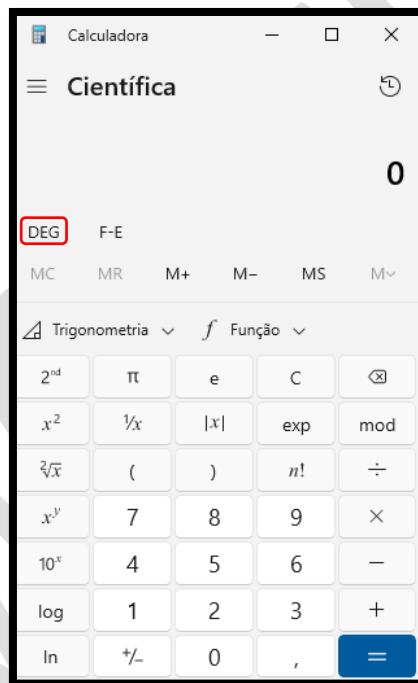 Calculadora
Científica
0
DEG F-E
MC MR M+ M− MS M
Trigonometria f Função
2ⁿᵈ π e C
x² ¹/x |x| exp mod
²√x ( ) n! ÷
xʸ 7 8 9 ×
10ˣ 4 5 6 −
log 1 2 3 +
ln +/− 0 , =